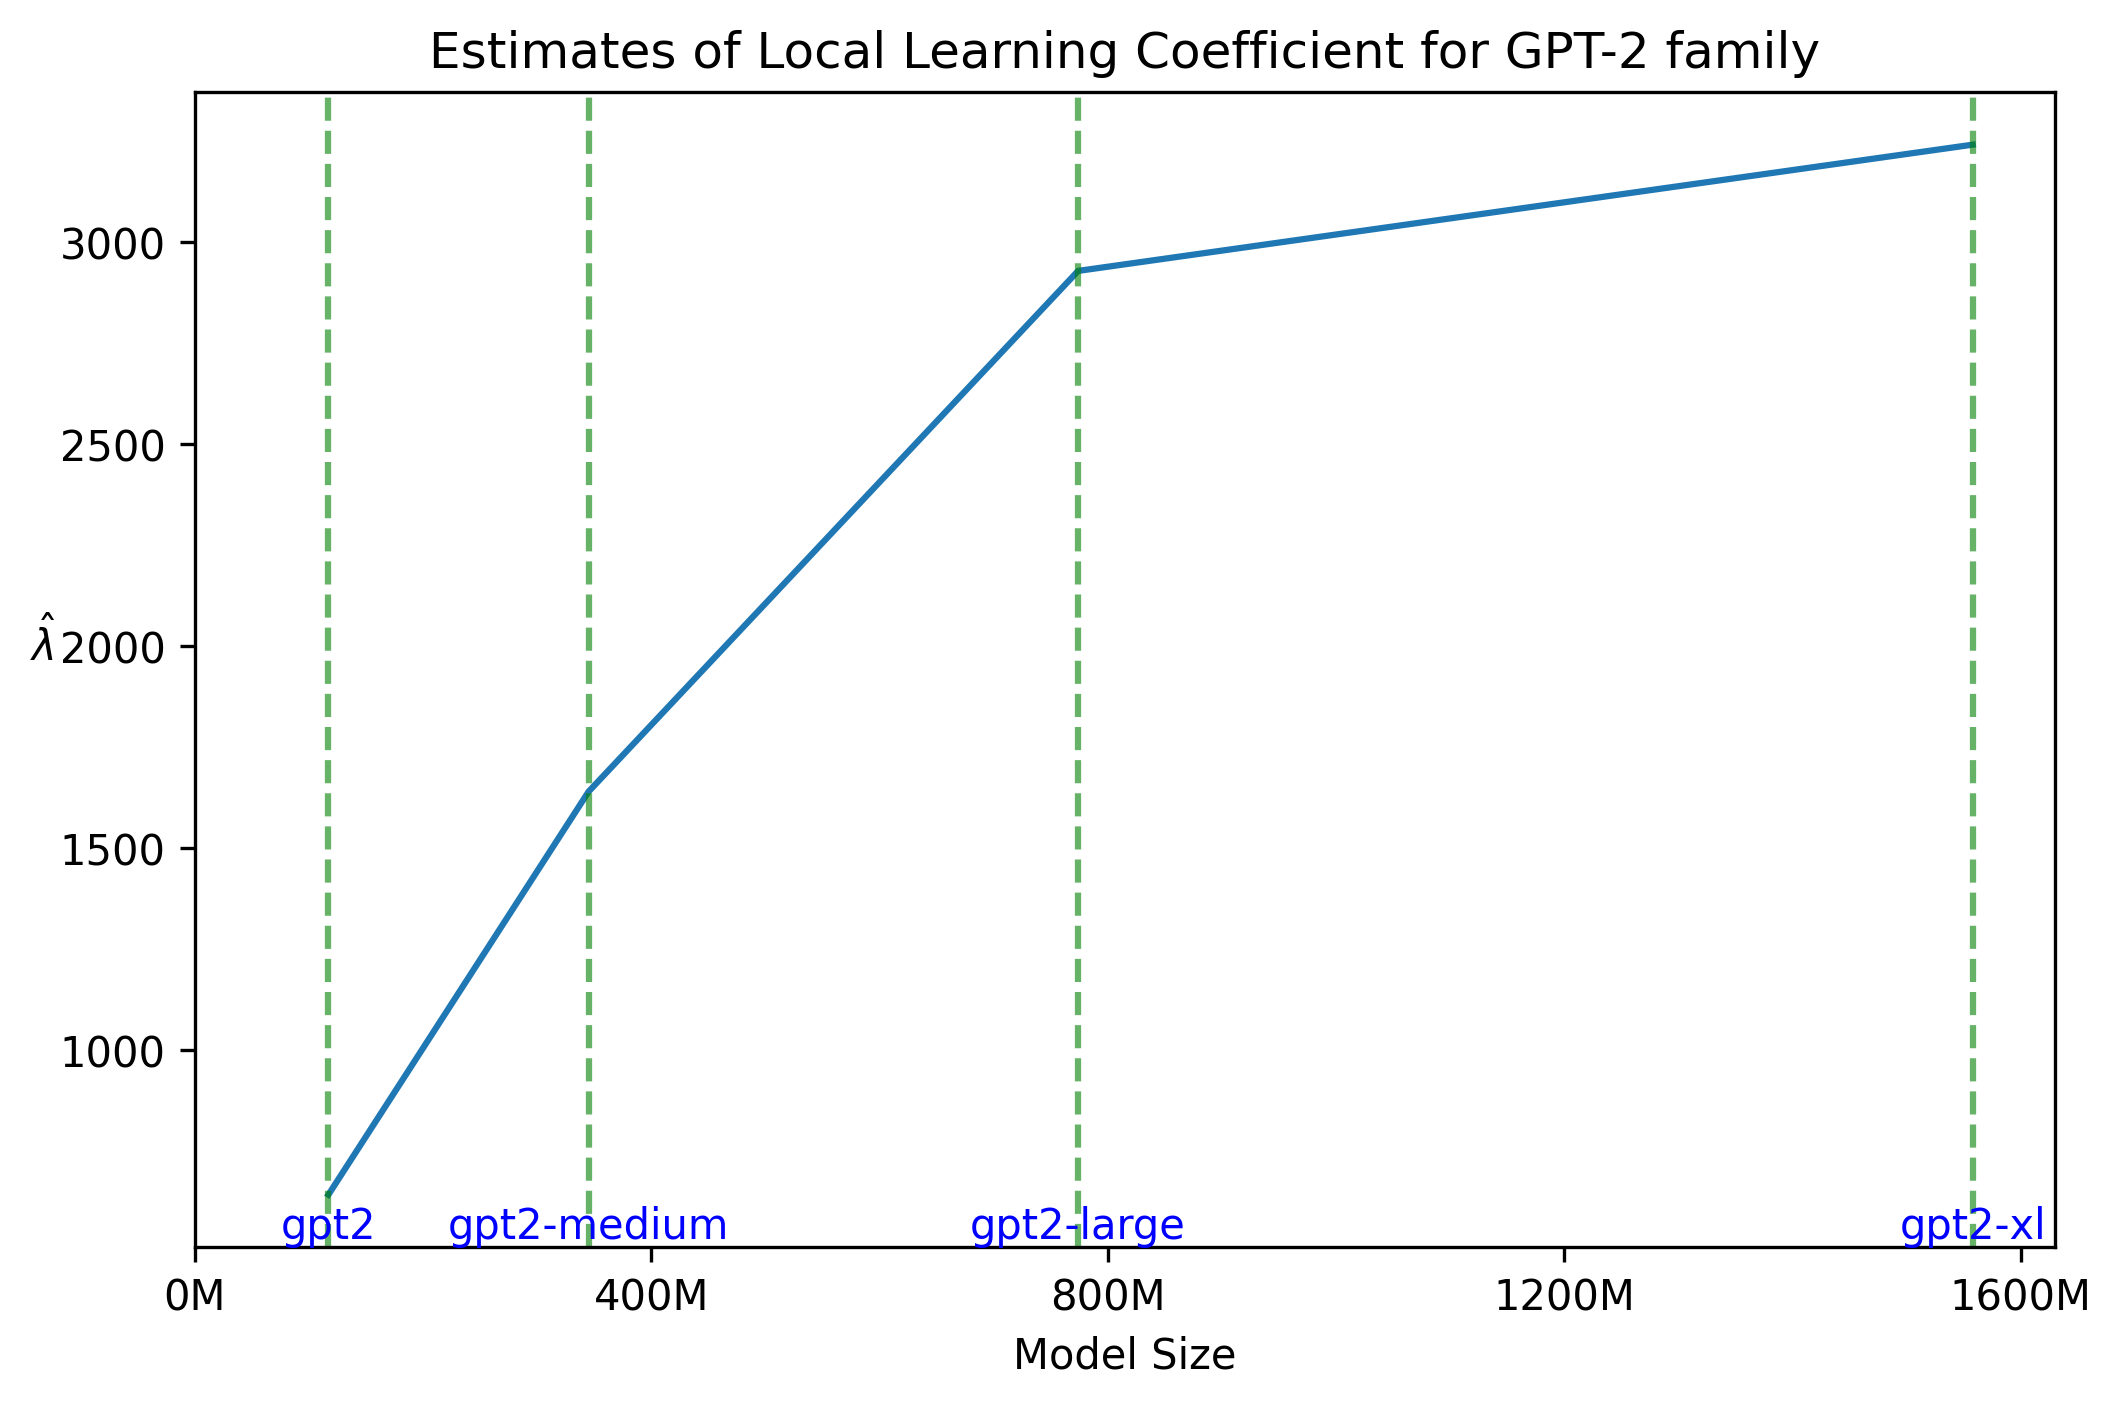 Estimates of Local Learning Coefficient for GPT-2 family
3000
2500
λ̂
2000
1500
1000
gpt2
gpt2-medium
gpt2-large
gpt2-xl
0M
400M
800M
1200M
1600M
Model Size